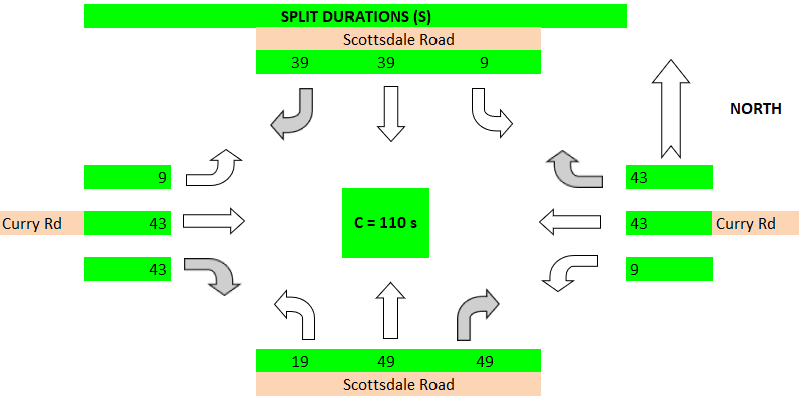 SPLIT DURATIONS (S)
Scottsdale Road
39 39 9
NORTH
9 43
Curry Rd 43 C = 110 s 43 Curry Rd
43 9
19 49 49
Scottsdale Road